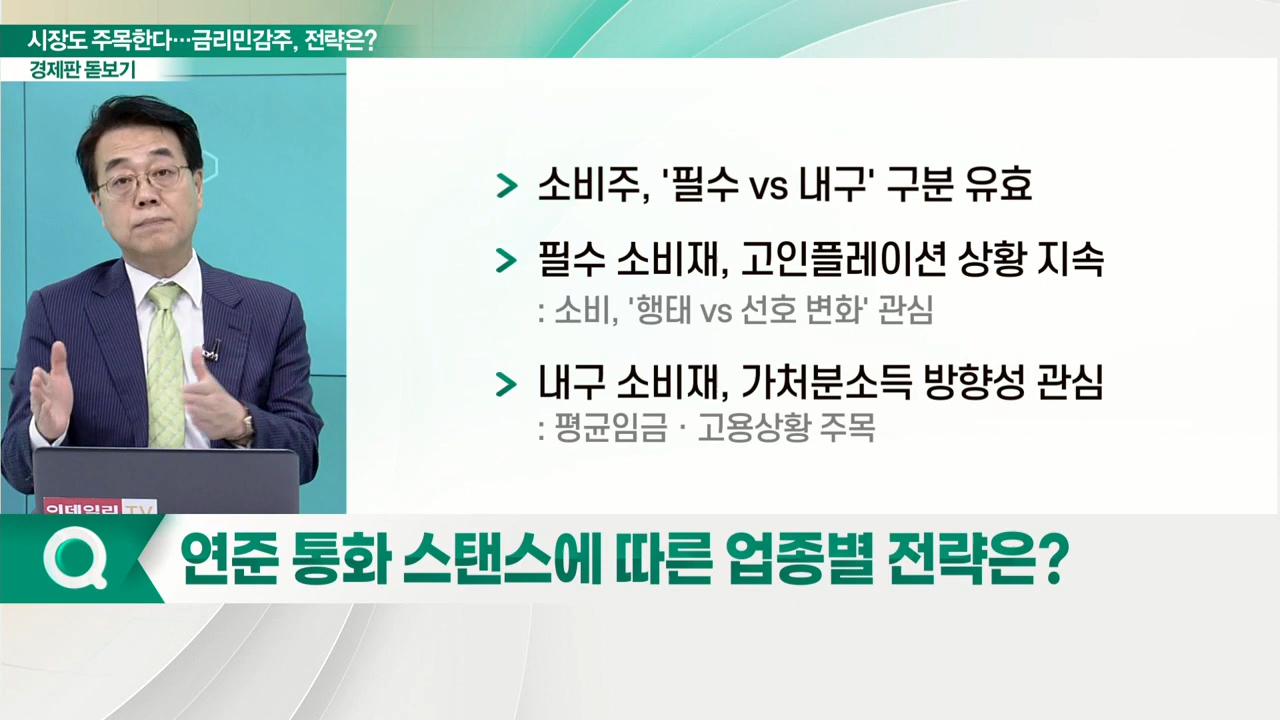 시장도 주목한다…금리민감주, 전략은?
경제판 돋보기
소비주, '필수 vs 내구' 구분 유효
필수 소비재, 고인플레이션 상황 지속
: 소비, '행태 vs 선호 변화' 관심
내구 소비재, 가처분소득 방향성 관심
: 평균임금 · 고용상황 주목
이데일리 TV
Q 연준 통화 스탠스에 따른 업종별 전략은?